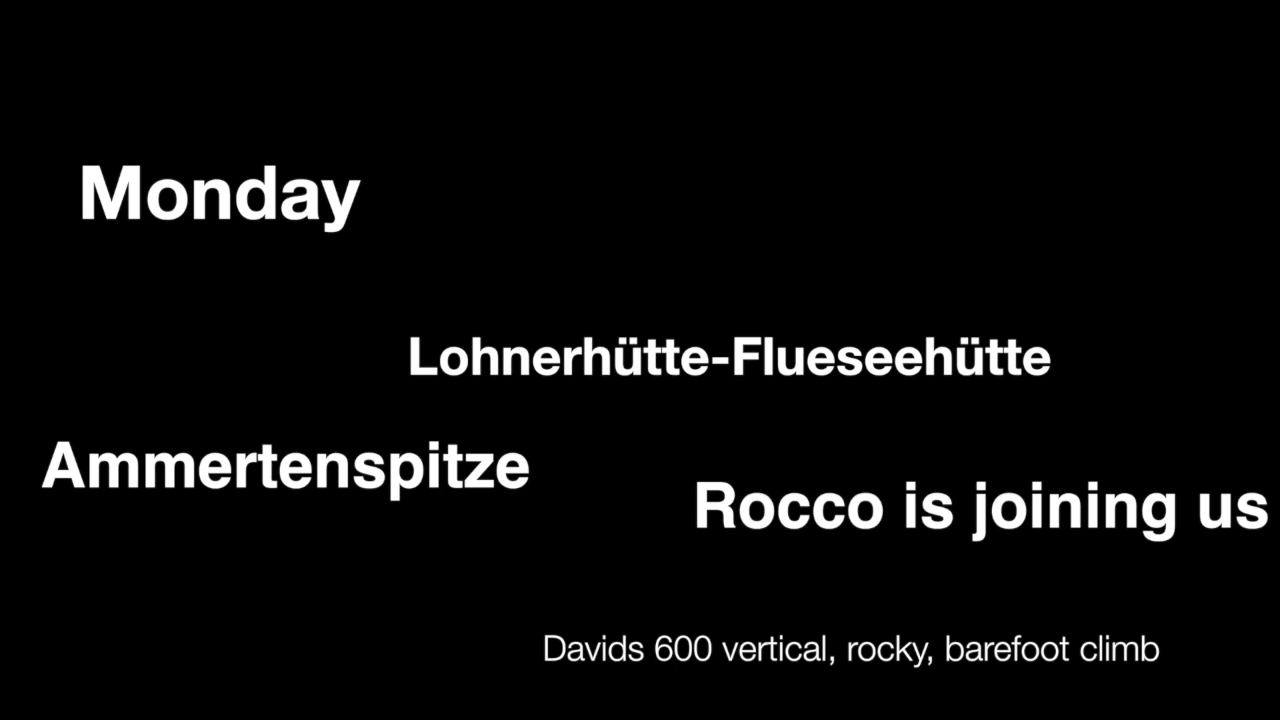 Monday
Lohnerhütte-Flueseehütte
Ammertenspitze
Rocco is joining us
Davids 600 vertical, rocky, barefoot climb